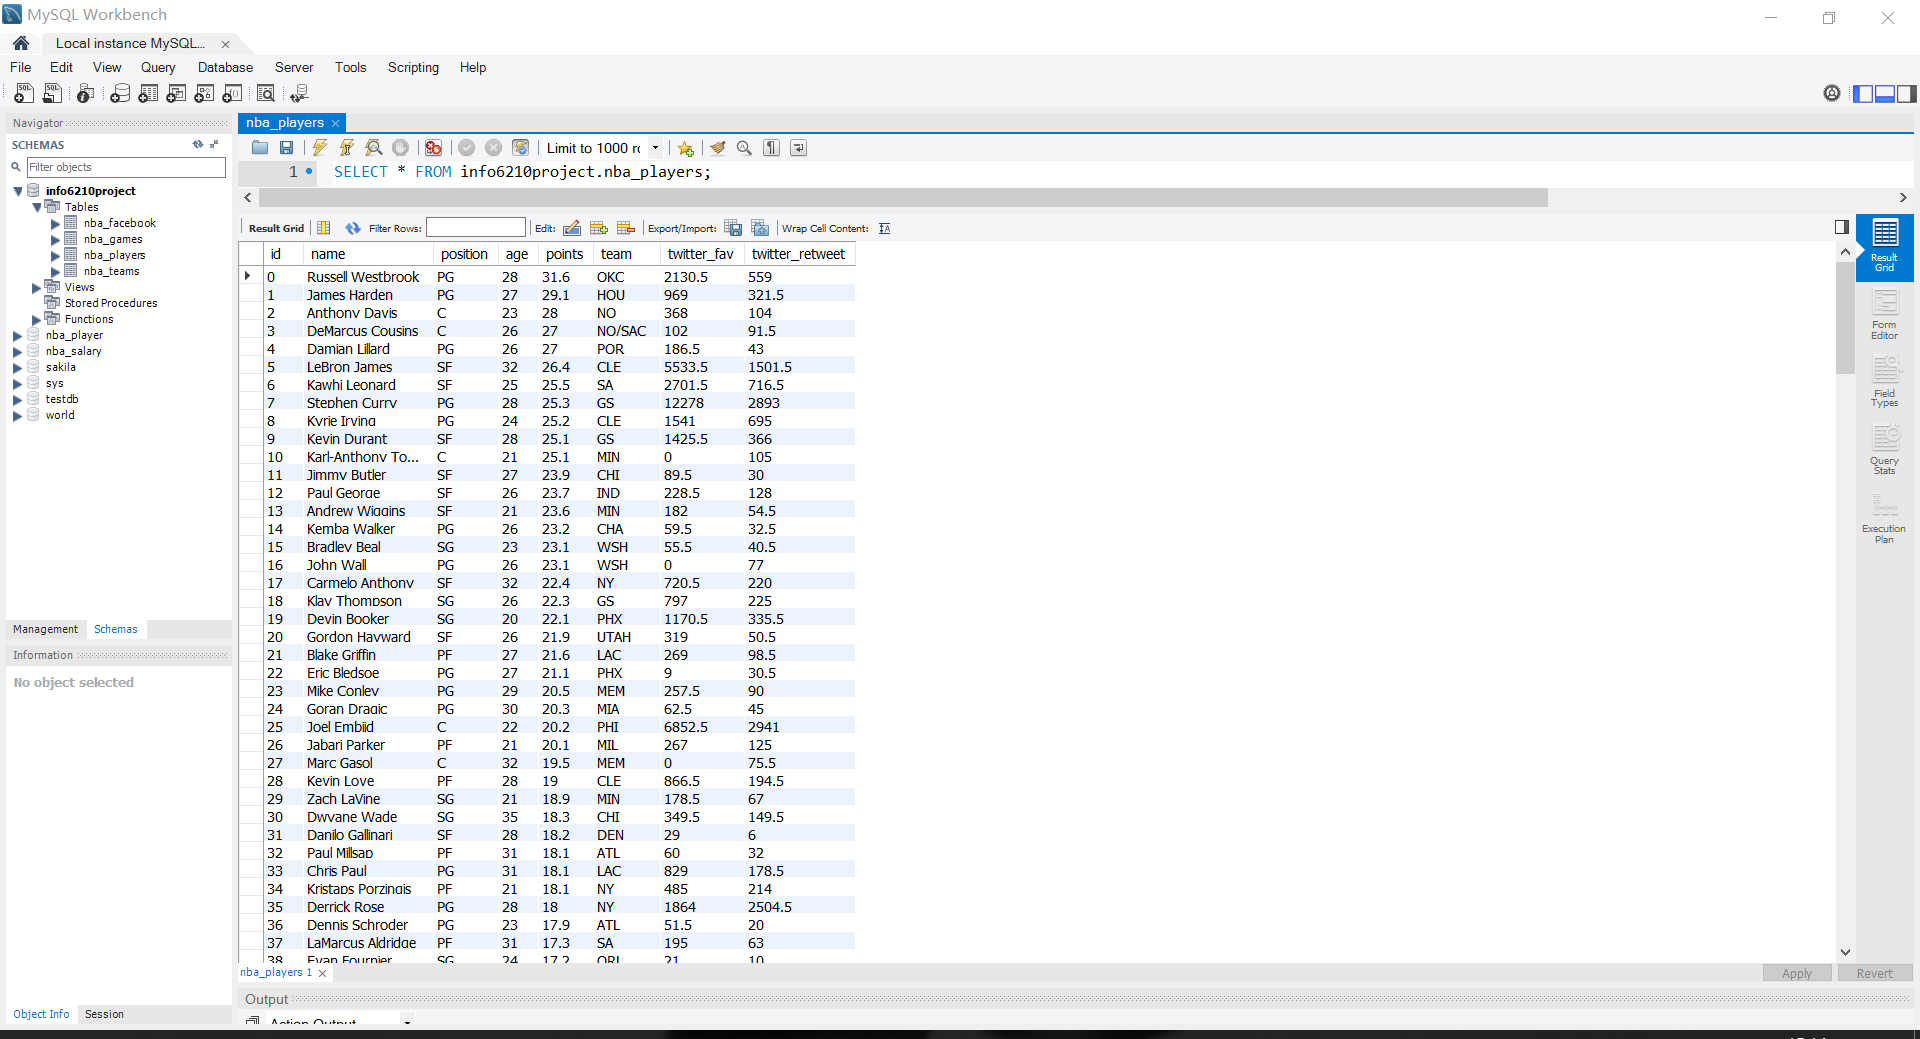 MySQL Workbench
Local instance MySQL... ×
File Edit View Query Database Server Tools Scripting Help
Navigator
SCHEMAS
Filter objects
info6210project
Tables
nba_facebook
nba_games
nba_players
nba_teams
Views
Stored Procedures
Functions
nba_player
nba_salary
sakila
sys
testdb
world
Management Schemas
Information
No object selected
Object Info Session
nba_players ×
Limit to 1000 rc
1 SELECT * FROM info6210project.nba_players;
Result Grid Filter Rows: Edit: Export/Import: Wrap Cell Content:
id name position age points team twitter_fav twitter_retweet
0 Russell Westbrook PG 28 31.6 OKC 2130.5 559
1 James Harden PG 27 29.1 HOU 969 321.5
2 Anthony Davis C 23 28 NO 368 104
3 DeMarcus Cousins C 26 27 NO/SAC 102 91.5
4 Damian Lillard PG 26 27 POR 186.5 43
5 LeBron James SF 32 26.4 CLE 5533.5 1501.5
6 Kawhi Leonard SF 25 25.5 SA 2701.5 716.5
7 Stephen Curry PG 28 25.3 GS 12278 2893
8 Kyrie Irving PG 24 25.2 CLE 1541 695
9 Kevin Durant SF 28 25.1 GS 1425.5 366
10 Karl-Anthony To... C 21 25.1 MIN 0 105
11 Jimmy Butler SF 27 23.9 CHI 89.5 30
12 Paul George SF 26 23.7 IND 228.5 128
13 Andrew Wiggins SF 21 23.6 MIN 182 54.5
14 Kemba Walker PG 26 23.2 CHA 59.5 32.5
15 Bradley Beal SG 23 23.1 WSH 55.5 40.5
16 John Wall PG 26 23.1 WSH 0 77
17 Carmelo Anthony SF 32 22.4 NY 720.5 220
18 Klay Thompson SG 26 22.3 GS 797 225
19 Devin Booker SG 20 22.1 PHX 1170.5 335.5
20 Gordon Hayward SF 26 21.9 UTAH 319 50.5
21 Blake Griffin PF 27 21.6 LAC 269 98.5
22 Eric Bledsoe PG 27 21.1 PHX 9 30.5
23 Mike Conley PG 29 20.5 MEM 257.5 90
24 Goran Dragic PG 30 20.3 MIA 62.5 45
25 Joel Embiid C 22 20.2 PHI 6852.5 2941
26 Jabari Parker PF 21 20.1 MIL 267 125
27 Marc Gasol C 32 19.5 MEM 0 75.5
28 Kevin Love PF 28 19 CLE 866.5 194.5
29 Zach LaVine SG 21 18.9 MIN 178.5 67
30 Dwyane Wade SG 35 18.3 CHI 349.5 149.5
31 Danilo Gallinari SF 28 18.2 DEN 29 6
32 Paul Millsap PF 31 18.1 ATL 60 32
33 Chris Paul PG 31 18.1 LAC 829 178.5
34 Kristaps Porzingis PF 21 18.1 NY 485 214
35 Derrick Rose PG 28 18 NY 1864 2504.5
36 Dennis Schroder PG 23 17.9 ATL 51.5 20
37 LaMarcus Aldridge PF 31 17.3 SA 195 63
38 Evan Fournier SG 24 17.2 ORL 21 10
Result Grid
Form Editor
Field Types
Query Stats
Execution Plan
nba_players 1 ×
Apply Revert
Output
Action Output